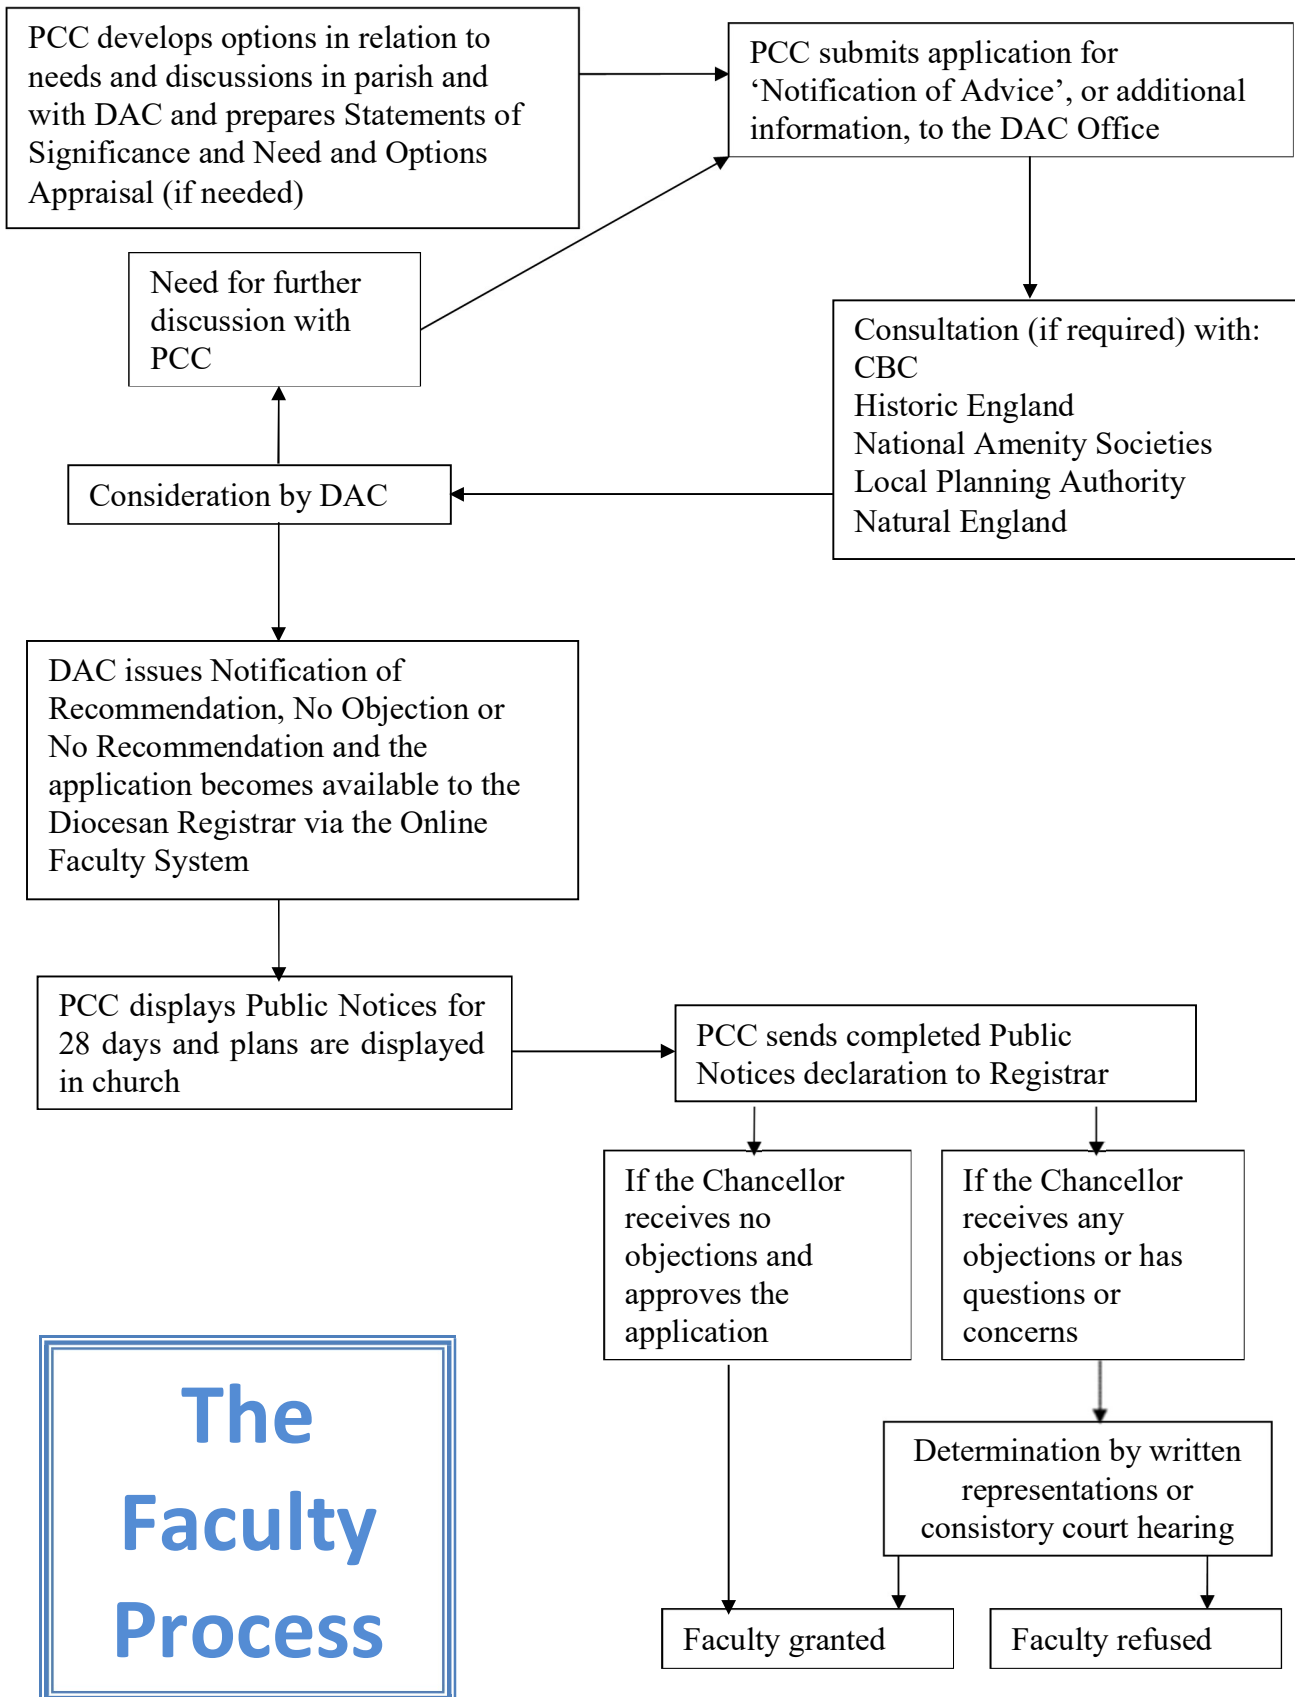 PCC develops options in relation to
needs and discussions in parish and
with DAC and prepares Statements of
Significance and Need and Options
Appraisal (if needed)
PCC submits application for
‘Notification of Advice’, or additional
information, to the DAC Office
Need for further
discussion with
PCC
Consultation (if required) with:
CBC
Historic England
National Amenity Societies
Local Planning Authority
Natural England
Consideration by DAC
DAC issues Notification of
Recommendation, No Objection or
No Recommendation and the
application becomes available to the
Diocesan Registrar via the Online
Faculty System
PCC displays Public Notices for
28 days and plans are displayed
in church
PCC sends completed Public
Notices declaration to Registrar
If the Chancellor
receives no
objections and
approves the
application
If the Chancellor
receives any
objections or has
questions or
concerns
Determination by written
representations or
consistory court hearing
Faculty granted
Faculty refused
The
Faculty
Process